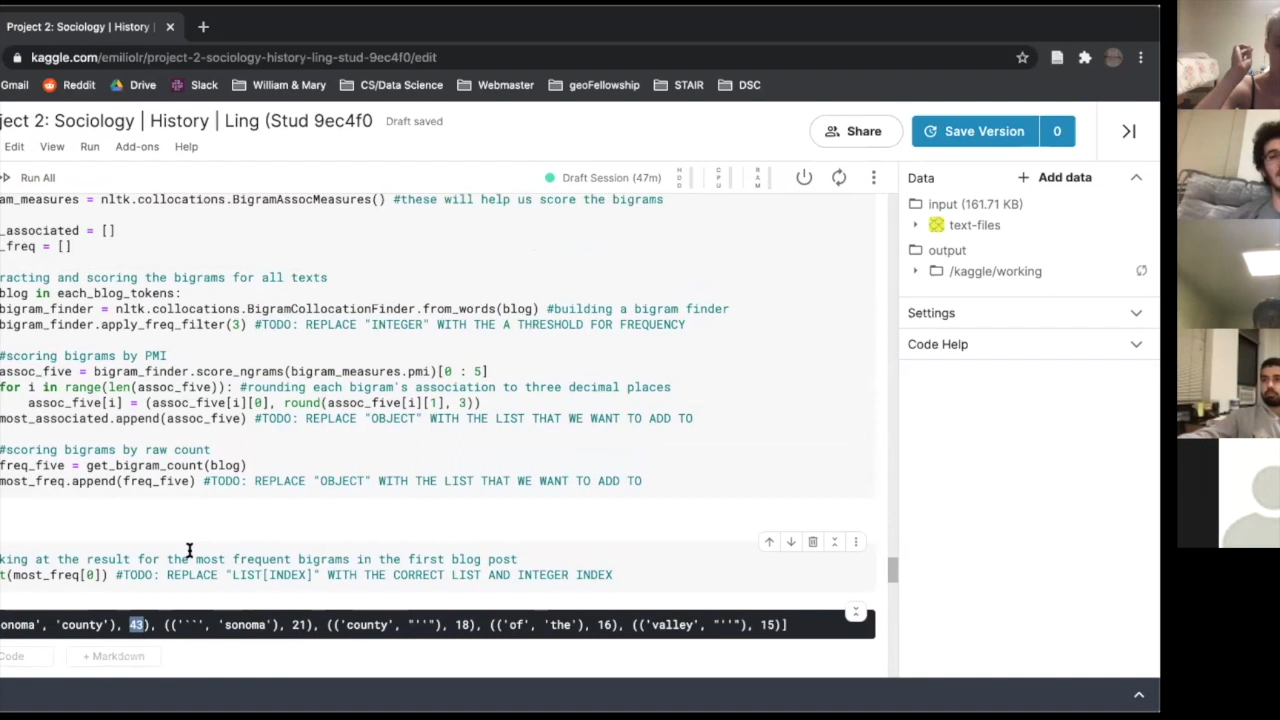 Project 2: Sociology | History |
kaggle.com/emiliolr/project-2-sociology-history-ling-stud-9ec4f0/edit
Gmail Reddit Drive Slack William & Mary CS/Data Science Webmaster geoFellowship STAIR DSC
ject 2: Sociology | History | Ling (Stud 9ec4f0 Draft saved
Share Save Version 0
Edit View Run Add-ons Help
Run All Draft Session (47m) HDD CPU RAM
Data + Add data
input (161.71 KB)
text-files
output
/kaggle/working
Settings
Code Help
am_measures = nltk.collocations.BigramAssocMeasures() #these will help us score the bigrams
_associated = []
_freq = []
racting and scoring the bigrams for all texts
blog in each_blog_tokens:
bigram_finder = nltk.collocations.BigramCollocationFinder.from_words(blog) #building a bigram finder
bigram_finder.apply_freq_filter(3) #TODO: REPLACE "INTEGER" WITH THE A THRESHOLD FOR FREQUENCY
#scoring bigrams by PMI
assoc_five = bigram_finder.score_ngrams(bigram_measures.pmi)[0 : 5]
for i in range(len(assoc_five)): #rounding each bigram's association to three decimal places
assoc_five[i] = (assoc_five[i][0], round(assoc_five[i][1], 3))
most_associated.append(assoc_five) #TODO: REPLACE "OBJECT" WITH THE LIST THAT WE WANT TO ADD TO
#scoring bigrams by raw count
freq_five = get_bigram_count(blog)
most_freq.append(freq_five) #TODO: REPLACE "OBJECT" WITH THE LIST THAT WE WANT TO ADD TO
king at the result for the most frequent bigrams in the first blog post
t(most_freq[0]) #TODO: REPLACE "LIST[INDEX]" WITH THE CORRECT LIST AND INTEGER INDEX
onoma', 'county'), 43), (('``', 'sonoma'), 21), (('county', "''"), 18), (('of', 'the'), 16), (('valley', "''"), 15)]
Code + Markdown